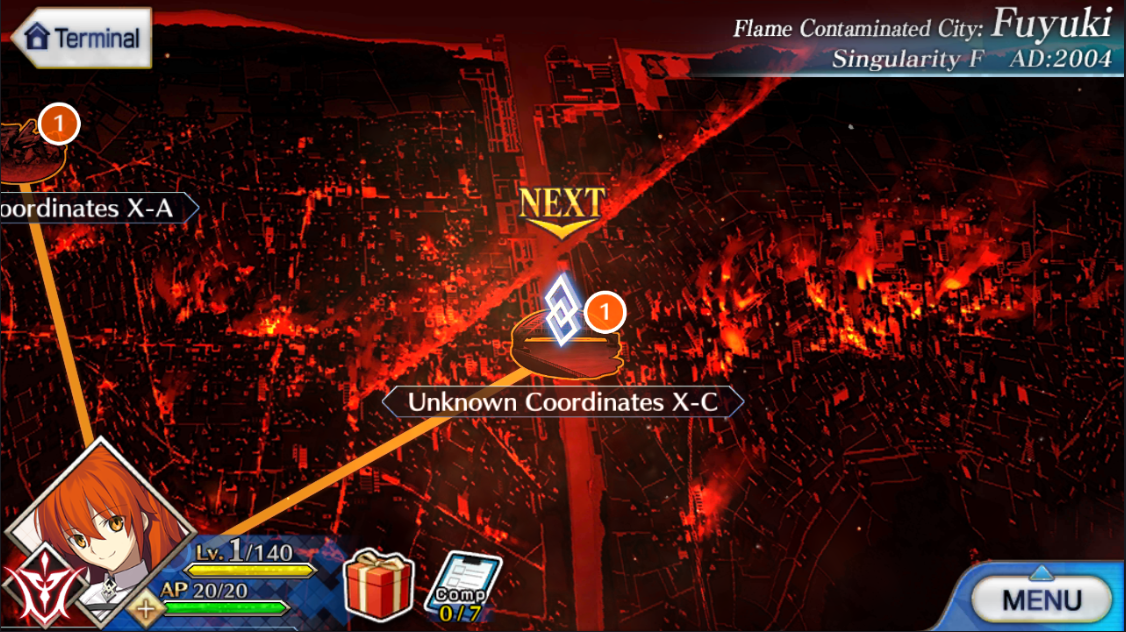 Terminal
Flame Contaminated City: Fuyuki
Singularity F AD:2004
1
oordinates X-A
NEXT
1
Unknown Coordinates X-C
Lv. 1/140
AP 20/20
Comp
0/7
MENU